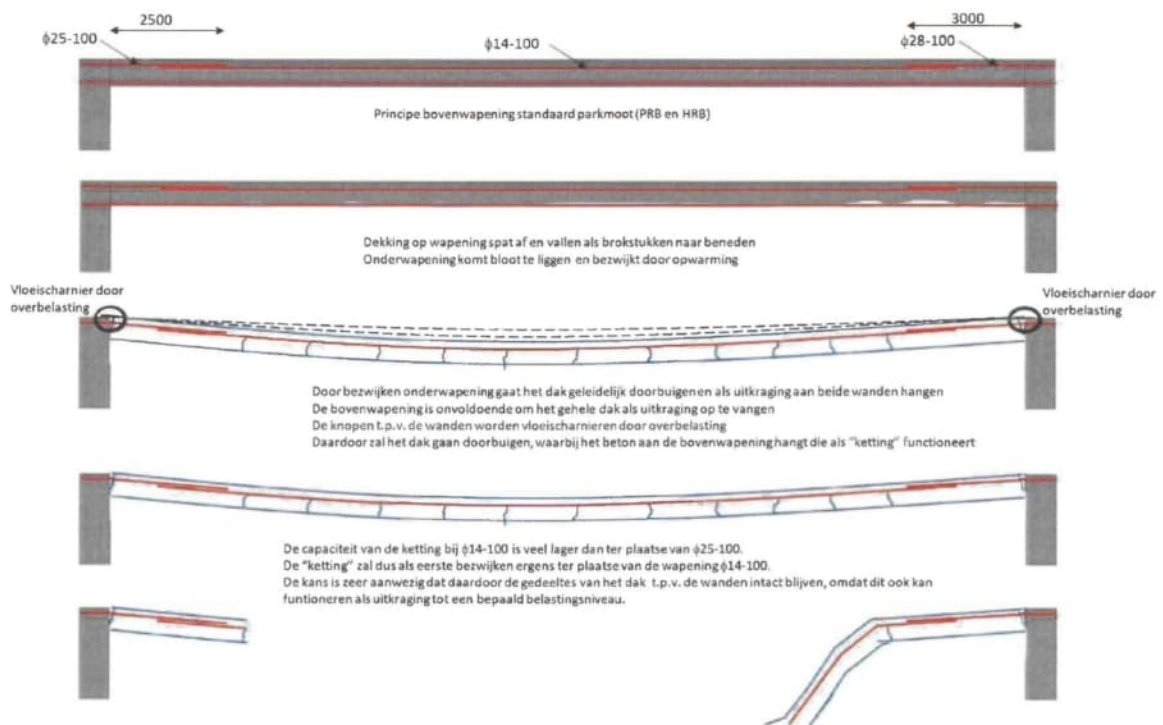 2500
3000
ϕ25-100
ϕ14-100
ϕ28-100
Principe bovenwapening standaard parkmoot (PRB en HRB)
Dekking op wapening spat af en vallen als brokstukken naar beneden
Onderwapening komt bloot te liggen en bezwijkt door opwarming
Vloeischarnier door
overbelasting
Vloeischarnier door
overbelasting
Door bezwijken onderwapening gaat het dak geleidelijk doorbuigen en als uitkraging aan beide wanden hangen
De bovenwapening is onvoldoende om het gehele dak als uitkraging op te vangen
De knopen t.p.v. de wanden worden vloeischarnieren door overbelasting
Daardoor zal het dak gaan doorbuigen, waarbij het beton aan de bovenwapening hangt die als "ketting" functioneert
De capaciteit van de ketting bij ϕ14-100 is veel lager dan ter plaatse van ϕ25-100.
De "ketting" zal dus als eerste bezwijken ergens ter plaatse van de wapening ϕ14-100.
De kans is zeer aanwezig dat daardoor de gedeeltes van het dak t.p.v. de wanden intact blijven, omdat dit ook kan
funtioneren als uitkraging tot een bepaald belastingsniveau.